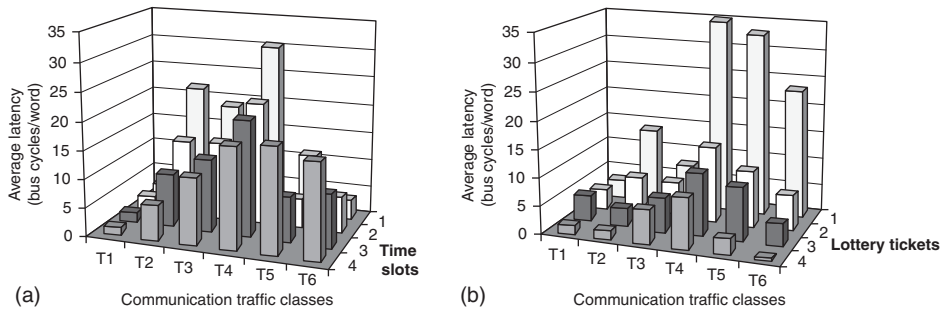 35
30
25
20
15
10
5
0
Average latency
(bus cycles/word)
T1
T2
T3
T4
T5
T6
1
2
3
4
Time
slots
(a)
Communication traffic classes
35
30
25
20
15
10
5
0
Average latency
(bus cycles/word)
T1
T2
T3
T4
T5
T6
1
2
3
4
Lottery tickets
(b)
Communication traffic classes